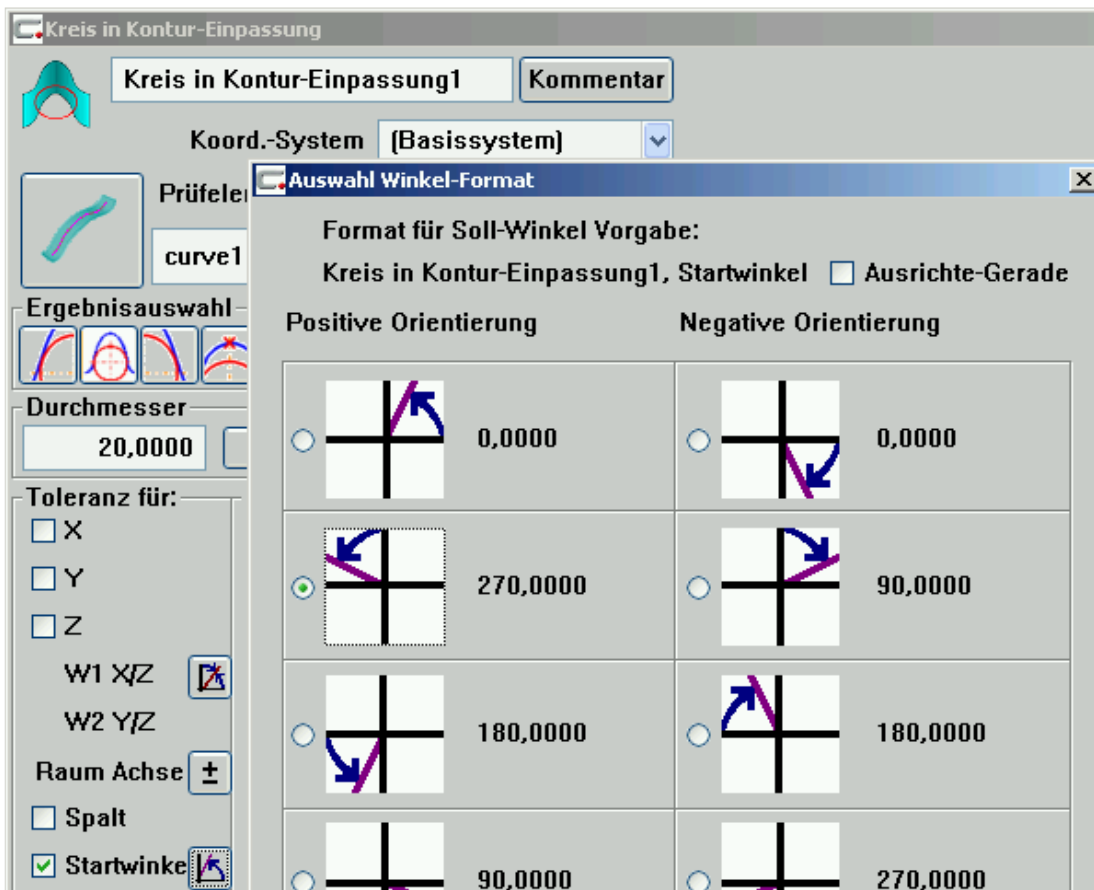 Kreis in Kontur-Einpassung
Kreis in Kontur-Einpassung1 Kommentar
Koord.-System (Basissystem)
Auswahl Winkel-Format
Prüfele
curve1
Format für Soll-Winkel Vorgabe:
Kreis in Kontur-Einpassung1, Startwinkel Ausrichte-Gerade
Ergebnisauswahl
Positive Orientierung Negative Orientierung
Durchmesser
20,0000
0,0000 0,0000
Toleranz für:
X
Y
Z
270,0000 90,0000
W1 X/Z
W2 Y/Z
180,0000 180,0000
Raum Achse ±
Spalt
Startwinke
90,0000 270,0000